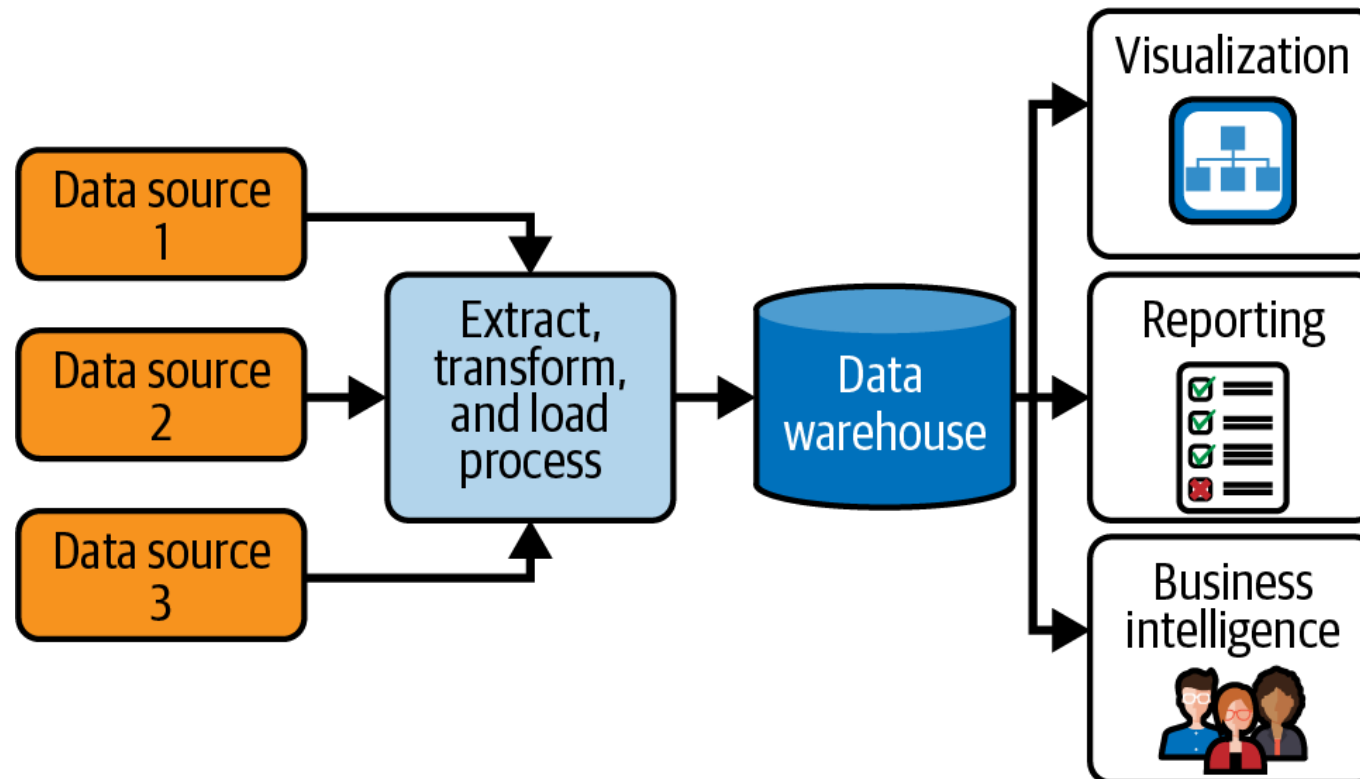 Data source
1
Data source
2
Data source
3
Extract,
transform,
and load
process
Data
warehouse
Visualization
Reporting
Business
intelligence